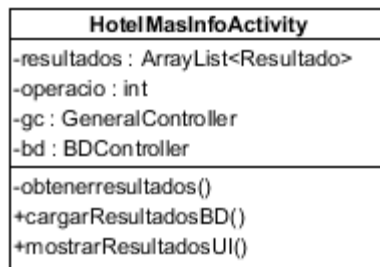 HotelMasInfoActivity
-resultados : ArrayList<Resultado>
-operacio : int
-gc : GeneralController
-bd : BDController
-obtenerresultados()
+cargarResultadosBD()
+mostrarResultadosUI()